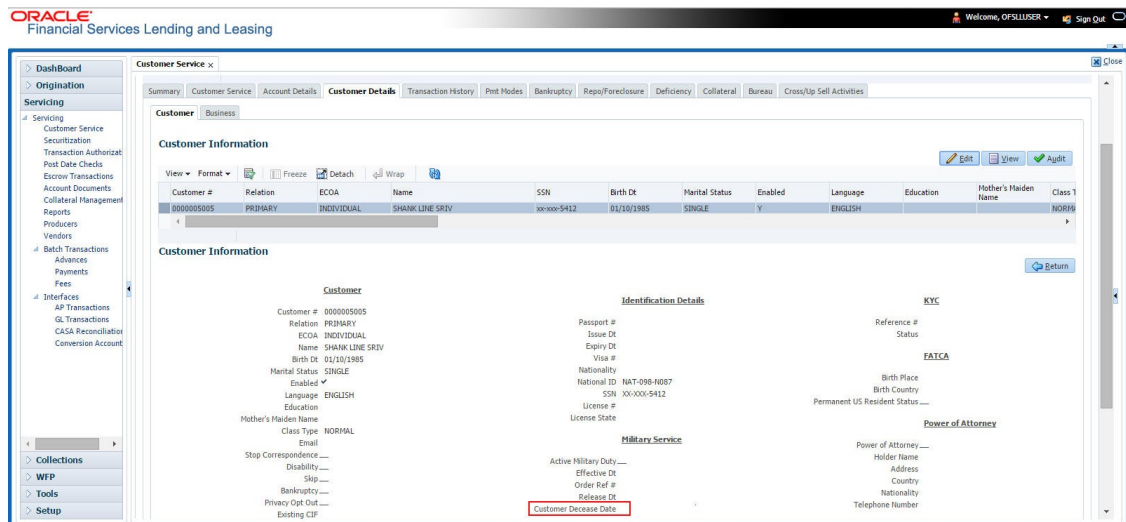 ORACLE
Financial Services Lending and Leasing
Welcome, OFSLLUSER
Sign Out
Close
DashBoard
Origination
Servicing
Servicing
Customer Service
Securitization
Transaction Authorizat
Post Date Checks
Escrow Transactions
Account Documents
Collateral Management
Reports
Producers
Vendors
Batch Transactions
Advances
Payments
Fees
Interfaces
AP Transactions
GL Transactions
CASA Reconciliation
Conversion Account
Collections
WFP
Tools
Setup
Customer Service x
Summary Customer Service Account Details Customer Details Transaction History Pmt Modes Bankruptcy Repo/Foreclosure Deficiency Collateral Bureau Cross/Up Sell Activities
Customer Business
Customer Information
Edit View Audit
View Format Freeze Detach Wrap
Customer # Relation ECOA Name SSN Birth Dt Marital Status Enabled Language Education Mother's Maiden Name Class T
0000005005 PRIMARY INDIVIDUAL SHANK LINE SRIV xx-xxx-5412 01/10/1985 SINGLE Y ENGLISH NORMA
Customer Information
Return
Customer
Customer # 0000005005
Relation PRIMARY
ECOA INDIVIDUAL
Name SHANK LINE SRIV
Birth Dt 01/10/1985
Marital Status SINGLE
Enabled ✔
Language ENGLISH
Education
Mother's Maiden Name
Class Type NORMAL
Email
Stop Correspondence
Disability
Skip
Bankruptcy
Privacy Opt Out
Existing CIF
Identification Details
Passport #
Issue Dt
Expiry Dt
Visa #
Nationality
National ID NAT-098-N087
SSN XX-XXX-5412
License #
License State
Military Service
Active Military Duty
Effective Dt
Order Ref #
Release Dt
Customer Decease Date
KYC
Reference #
Status
FATCA
Birth Place
Birth Country
Permanent US Resident Status
Power of Attorney
Power of Attorney
Holder Name
Address
Country
Nationality
Telephone Number